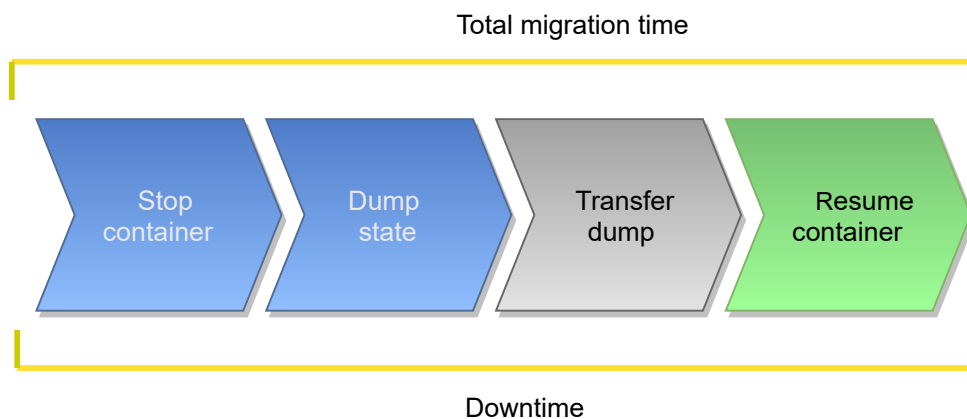 Total migration time
Stop
container
Dump
state
Transfer
dump
Resume
container
Downtime